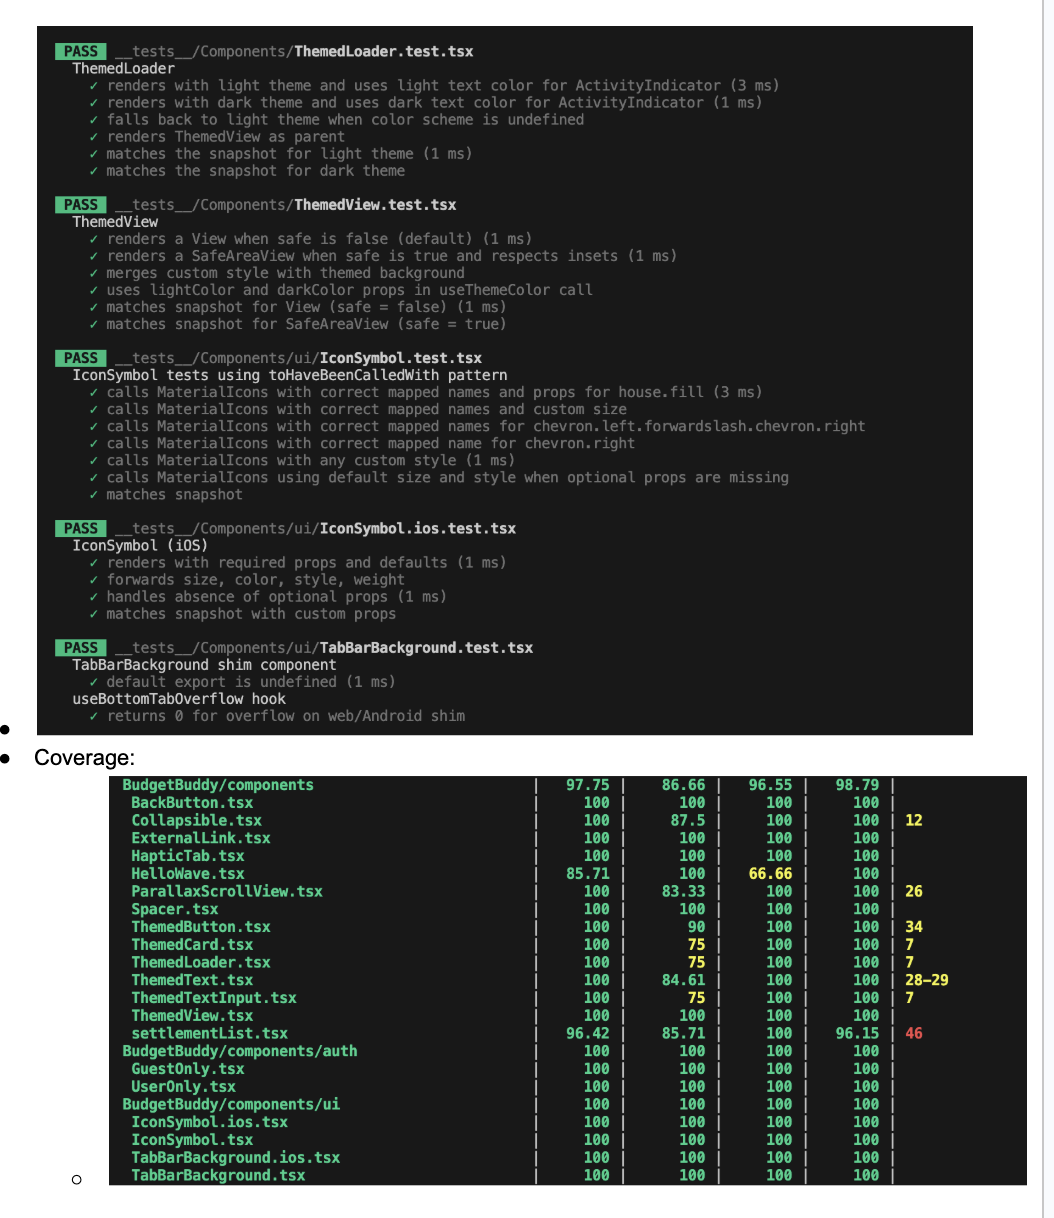 PASS __tests__/Components/ThemedLoader.test.tsx
ThemedLoader
✓ renders with light theme and uses light text color for ActivityIndicator (3 ms)
✓ renders with dark theme and uses dark text color for ActivityIndicator (1 ms)
✓ falls back to light theme when color scheme is undefined
✓ renders ThemedView as parent
✓ matches the snapshot for light theme (1 ms)
✓ matches the snapshot for dark theme
PASS __tests__/Components/ThemedView.test.tsx
ThemedView
✓ renders a View when safe is false (default) (1 ms)
✓ renders a SafeAreaView when safe is true and respects insets (1 ms)
✓ merges custom style with themed background
✓ uses lightColor and darkColor props in useThemeColor call
✓ matches snapshot for View (safe = false) (1 ms)
✓ matches snapshot for SafeAreaView (safe = true)
PASS __tests__/Components/ui/IconSymbol.test.tsx
IconSymbol tests using toHaveBeenCalledWith pattern
✓ calls MaterialIcons with correct mapped names and props for house.fill (3 ms)
✓ calls MaterialIcons with correct mapped names and custom size
✓ calls MaterialIcons with correct mapped names for chevron.left.forwardslash.chevron.right
✓ calls MaterialIcons with correct mapped name for chevron.right
✓ calls MaterialIcons with any custom style (1 ms)
✓ calls MaterialIcons using default size and style when optional props are missing
✓ matches snapshot
PASS __tests__/Components/ui/IconSymbol.ios.test.tsx
IconSymbol (iOS)
✓ renders with required props and defaults (1 ms)
✓ forwards size, color, style, weight
✓ handles absence of optional props (1 ms)
✓ matches snapshot with custom props
PASS __tests__/Components/ui/TabBarBackground.test.tsx
TabBarBackground shim component
✓ default export is undefined (1 ms)
useBottomTabOverflow hook
✓ returns 0 for overflow on web/Android shim
● Coverage:
BudgetBuddy/components | 97.75 | 86.66 | 96.55 | 98.79 |
BackButton.tsx | 100 | 100 | 100 | 100 |
Collapsible.tsx | 100 | 87.5 | 100 | 100 | 12
ExternalLink.tsx | 100 | 100 | 100 | 100 |
HapticTab.tsx | 100 | 100 | 100 | 100 |
HelloWave.tsx | 85.71 | 100 | 66.66 | 100 |
ParallaxScrollView.tsx | 100 | 83.33 | 100 | 100 | 26
Spacer.tsx | 100 | 100 | 100 | 100 |
ThemedButton.tsx | 100 | 90 | 100 | 100 | 34
ThemedCard.tsx | 100 | 75 | 100 | 100 | 7
ThemedLoader.tsx | 100 | 75 | 100 | 100 | 7
ThemedText.tsx | 100 | 84.61 | 100 | 100 | 28-29
ThemedTextInput.tsx | 100 | 75 | 100 | 100 | 7
ThemedView.tsx | 100 | 100 | 100 | 100 |
settlementList.tsx | 96.42 | 85.71 | 100 | 96.15 | 46
BudgetBuddy/components/auth | 100 | 100 | 100 | 100 |
GuestOnly.tsx | 100 | 100 | 100 | 100 |
UserOnly.tsx | 100 | 100 | 100 | 100 |
BudgetBuddy/components/ui | 100 | 100 | 100 | 100 |
IconSymbol.ios.tsx | 100 | 100 | 100 | 100 |
IconSymbol.tsx | 100 | 100 | 100 | 100 |
TabBarBackground.ios.tsx | 100 | 100 | 100 | 100 |
TabBarBackground.tsx | 100 | 100 | 100 | 100 |